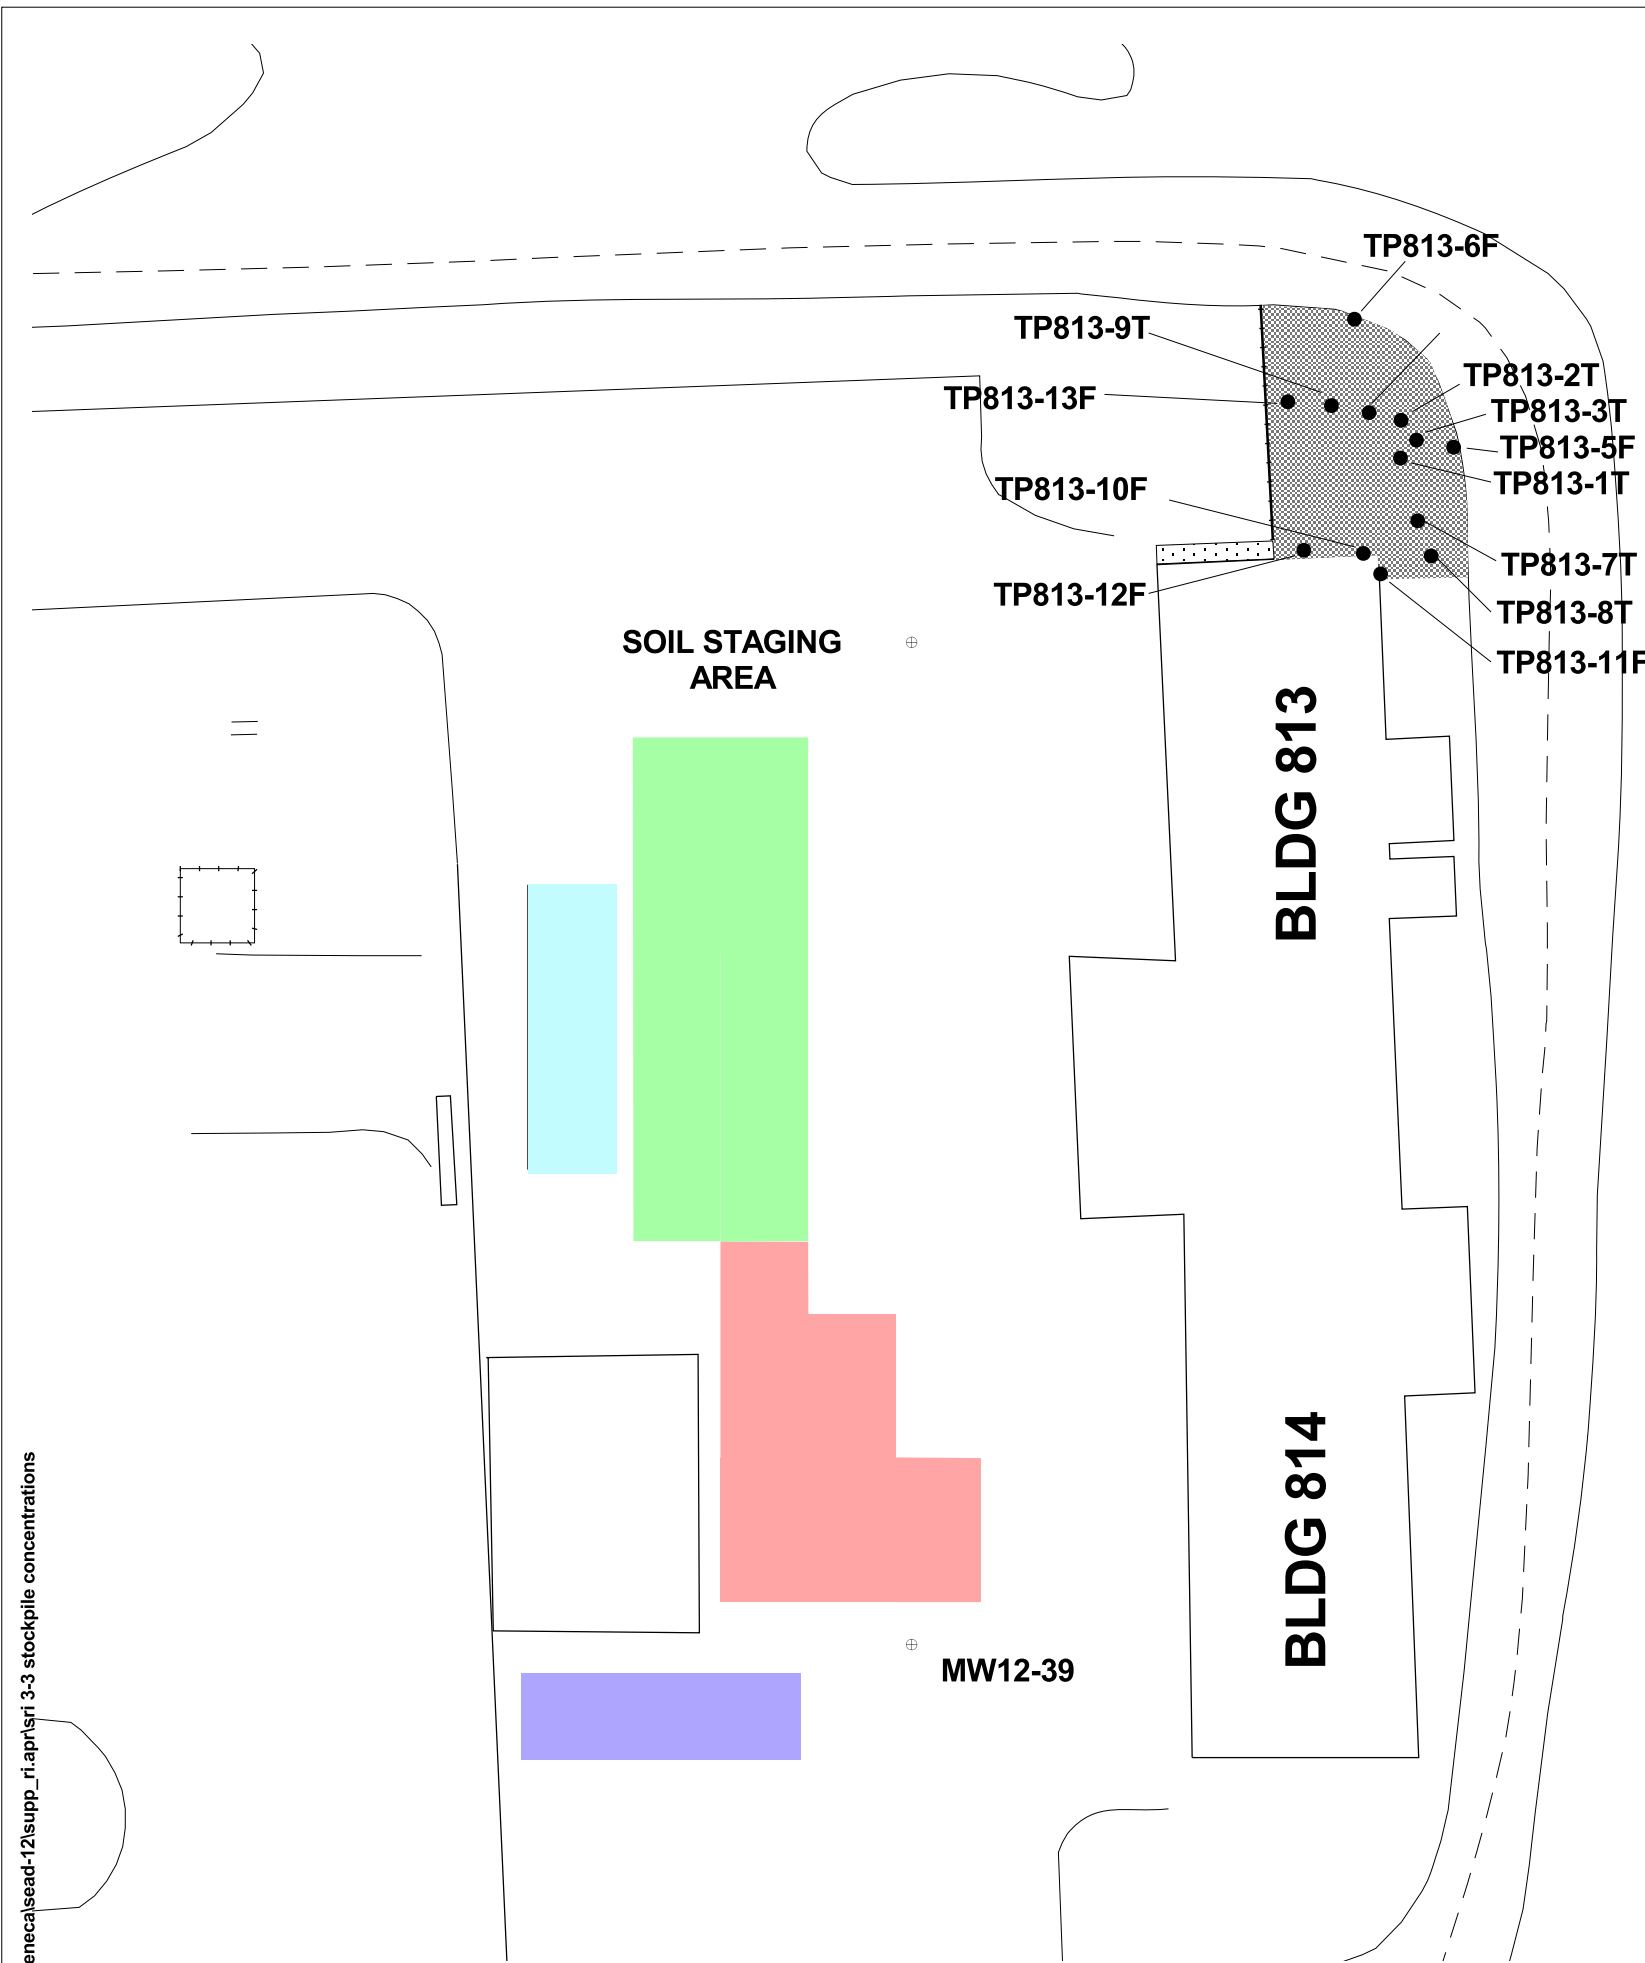 TP813-6F
TP813-9T
TP813-2T
TP813-13F
TP813-3T
TP813-5F
TP813-1T
TP813-10F
TP813-7T
TP813-12F
TP813-8T
TP813-11F
SOIL STAGING
AREA
BLDG 813
BLDG 814
MW12-39
eneca\sead-12\supp_ri.apr\sri 3-3 stockpile concentrations